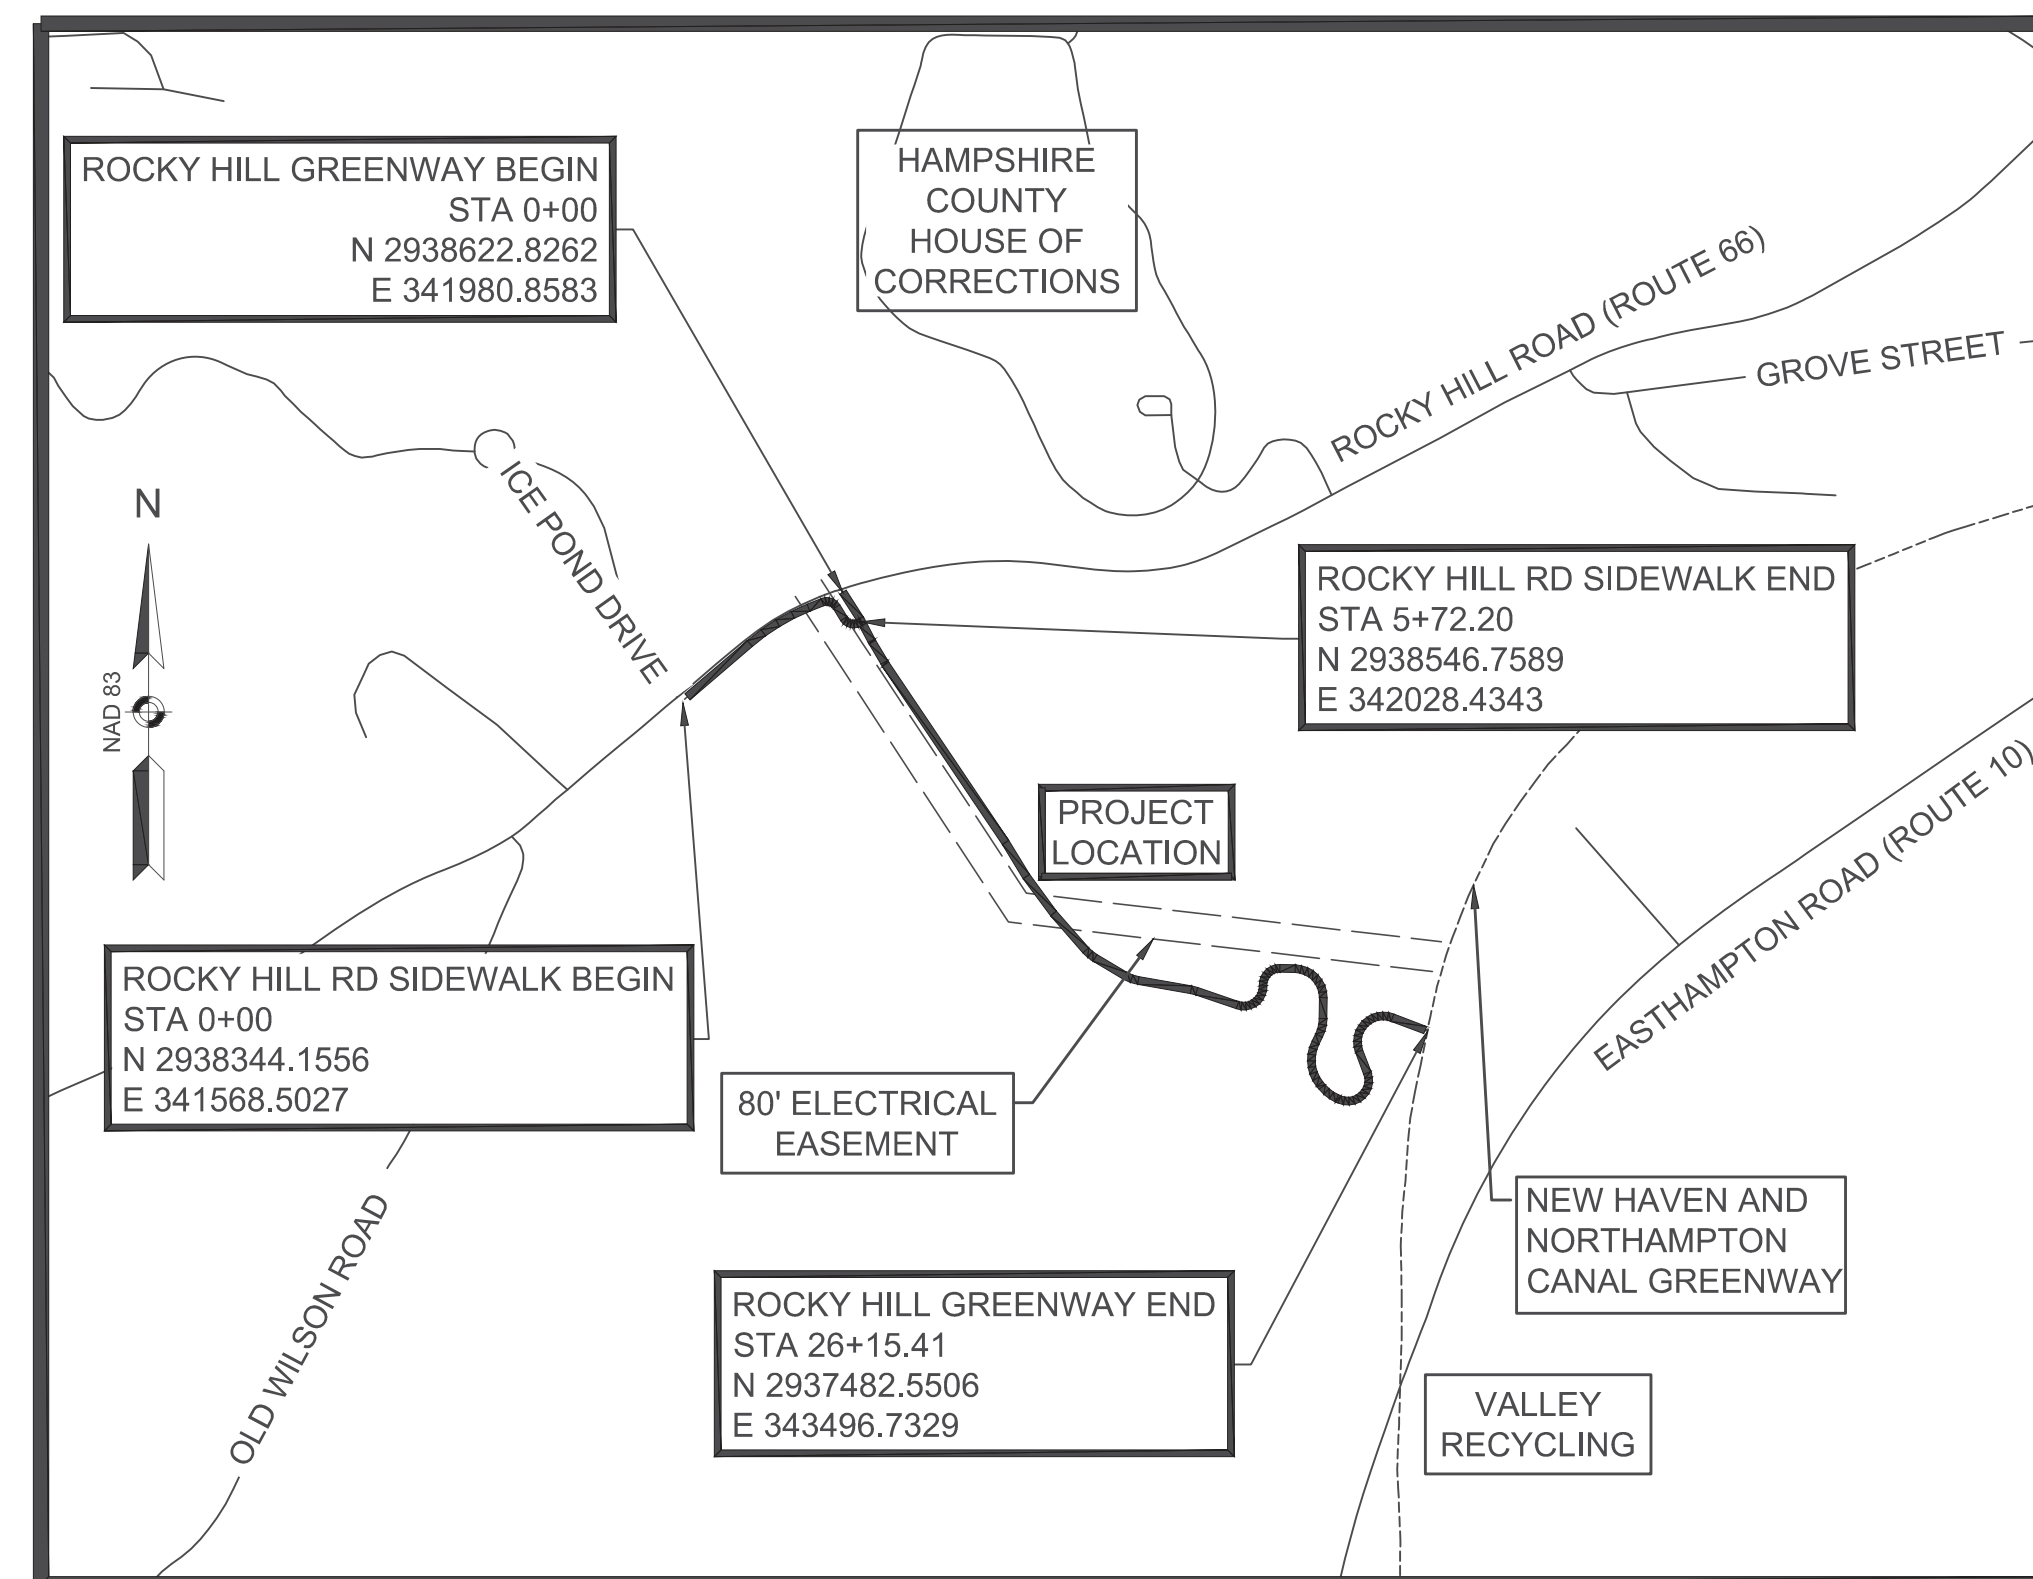 ROCKY HILL GREENWAY BEGIN
STA 0+00
N 2938622.8262
E 341980.8583
HAMPSHIRE
COUNTY
HOUSE OF
CORRECTIONS
ROCKY HILL ROAD (ROUTE 66)
GROVE STREET
ICE POND DRIVE
N
NAD 83
ROCKY HILL RD SIDEWALK END
STA 5+72.20
N 2938546.7589
E 342028.4343
PROJECT
LOCATION
EASTHAMPTON ROAD (ROUTE 10)
ROCKY HILL RD SIDEWALK BEGIN
STA 0+00
N 2938344.1556
E 341568.5027
80' ELECTRICAL
EASEMENT
NEW HAVEN AND
NORTHAMPTON
CANAL GREENWAY
OLD WILSON ROAD
ROCKY HILL GREENWAY END
STA 26+15.41
N 2937482.5506
E 343496.7329
VALLEY
RECYCLING